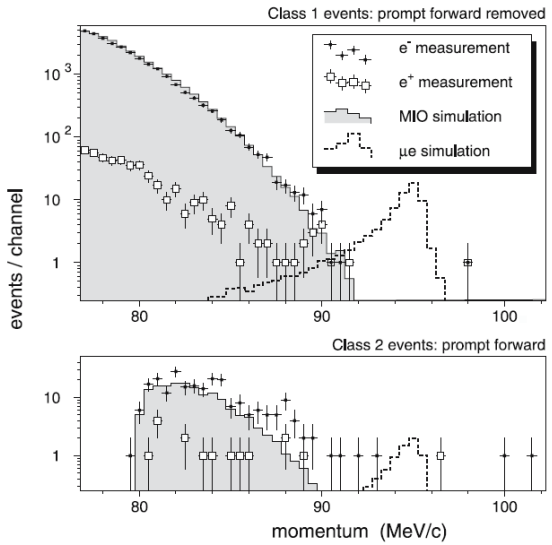 Class 1 events: prompt forward removed
e⁻ measurement
e⁺ measurement
MIO simulation
μe simulation
10³
10²
10
1
80
90
100
events / channel
Class 2 events: prompt forward
10
1
80
90
100
momentum (MeV/c)